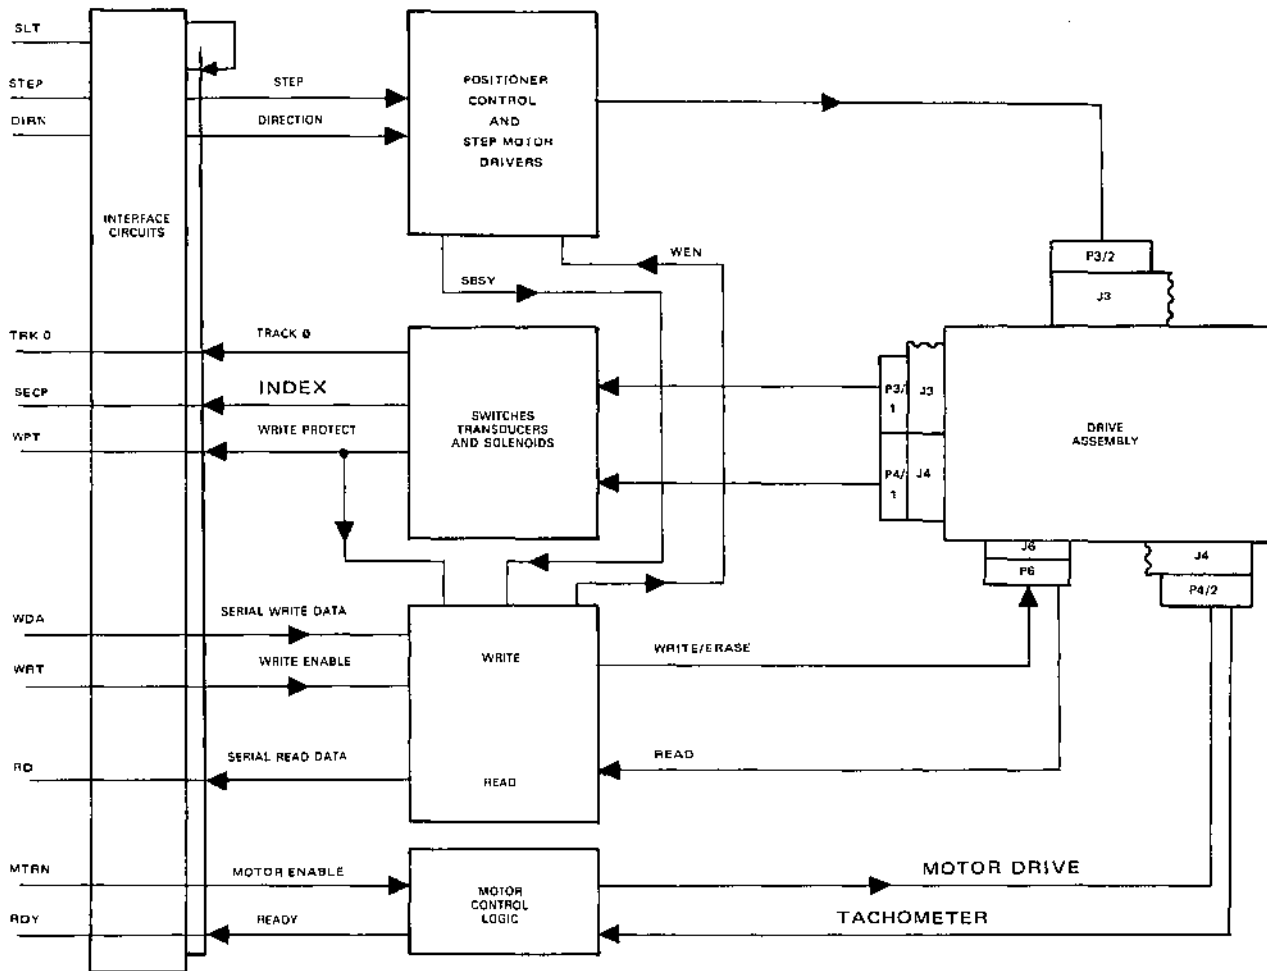 SLT
STEP
DIRN
STEP
DIRECTION
INTERFACE
CIRCUITS
POSITIONER
CONTROL
AND
STEP MOTOR
DRIVERS
SBSY
WEN
P3/2
J3
TRK 0
SECP
WPT
TRACK Ø
INDEX
WRITE PROTECT
SWITCHES
TRANSDUCERS
AND SOLENOIDS
P3/
1
J3
P4/
1
J4
DRIVE
ASSEMBLY
J6
P6
J4
P4/2
WDA
WRT
RD
SERIAL WRITE DATA
WRITE ENABLE
SERIAL READ DATA
WRITE
READ
WRITE/ERASE
READ
MTRN
RDY
MOTOR ENABLE
READY
MOTOR
CONTROL
LOGIC
MOTOR DRIVE
TACHOMETER